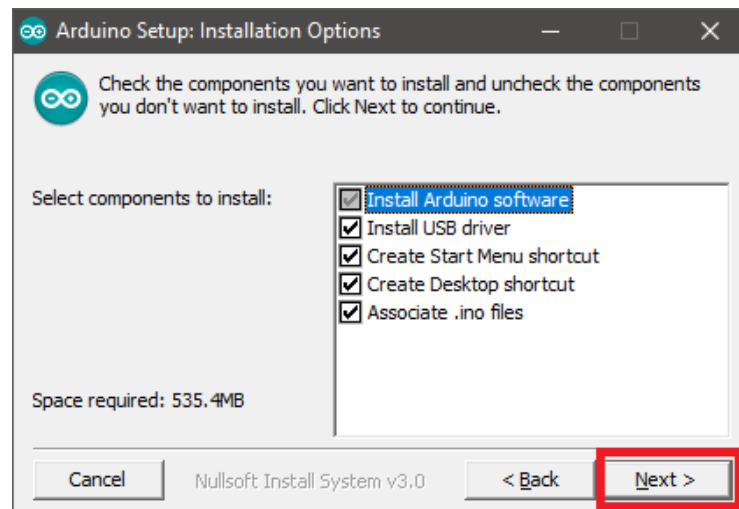 Arduino Setup: Installation Options
Check the components you want to install and uncheck the components
you don't want to install. Click Next to continue.
Select components to install:
Install Arduino software
Install USB driver
Create Start Menu shortcut
Create Desktop shortcut
Associate .ino files
Space required: 535.4MB
Cancel
Nullsoft Install System v3.0
< Back
Next >